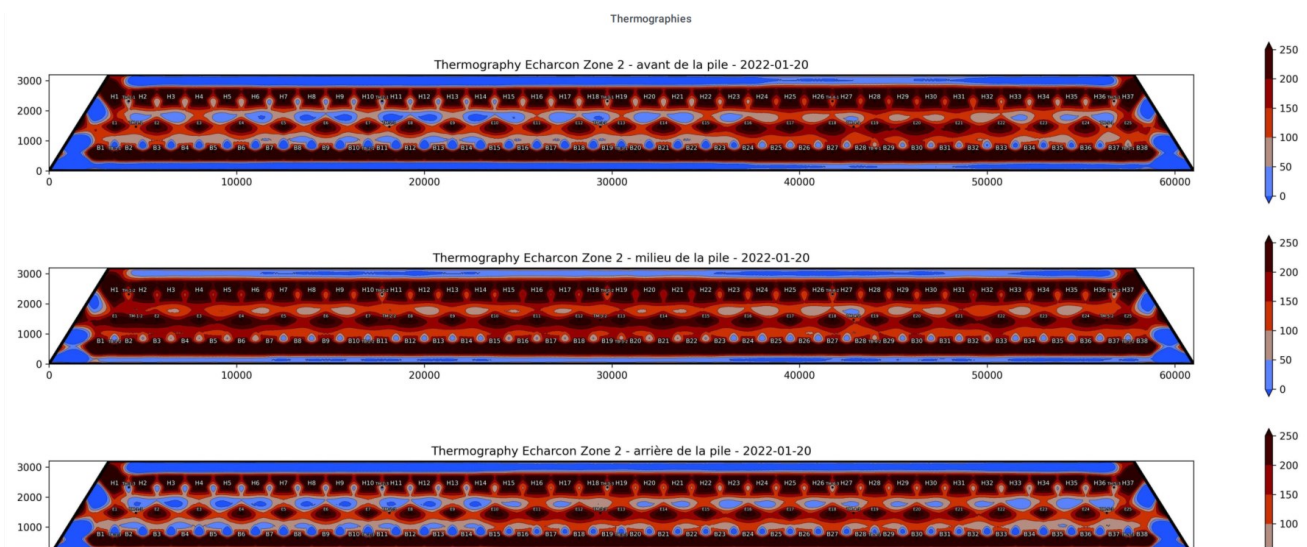 Thermographies
Thermography Echarcon Zone 2 - avant de la pile - 2022-01-20
3000
2000
1000
0
H1 H2 H3 H4 H5 H6 H7 H8 H9 H10 H11 H12 H13 H14 H15 H16 H17 H18 H19 H20 H21 H22 H23 H24 H25 H26 H27 H28 H29 H30 H31 H32 H33 H34 H35 H36 H37
B1 B2 B3 B4 B5 B6 B7 B8 B9 B10 B11 B12 B13 B14 B15 B16 B17 B18 B19 B20 B21 B22 B23 B24 B25 B26 B27 B28 B29 B30 B31 B32 B33 B34 B35 B36 B37 B38
0 10000 20000 30000 40000 50000 60000
250
200
150
100
50
0
Thermography Echarcon Zone 2 - milieu de la pile - 2022-01-20
3000
2000
1000
0
H1 H2 H3 H4 H5 H6 H7 H8 H9 H10 H11 H12 H13 H14 H15 H16 H17 H18 H19 H20 H21 H22 H23 H24 H25 H26 H27 H28 H29 H30 H31 H32 H33 H34 H35 H36 H37
B1 B2 B3 B4 B5 B6 B7 B8 B9 B10 B11 B12 B13 B14 B15 B16 B17 B18 B19 B20 B21 B22 B23 B24 B25 B26 B27 B28 B29 B30 B31 B32 B33 B34 B35 B36 B37 B38
0 10000 20000 30000 40000 50000 60000
250
200
150
100
50
0
Thermography Echarcon Zone 2 - arrière de la pile - 2022-01-20
3000
2000
1000
H1 H2 H3 H4 H5 H6 H7 H8 H9 H10 H11 H12 H13 H14 H15 H16 H17 H18 H19 H20 H21 H22 H23 H24 H25 H26 H27 H28 H29 H30 H31 H32 H33 H34 H35 H36 H37
B1 B2 B3 B4 B5 B6 B7 B8 B9 B10 B11 B12 B13 B14 B15 B16 B17 B18 B19 B20 B21 B22 B23 B24 B25 B26 B27 B28 B29 B30 B31 B32 B33 B34 B35 B36 B37 B38
250
200
150
100